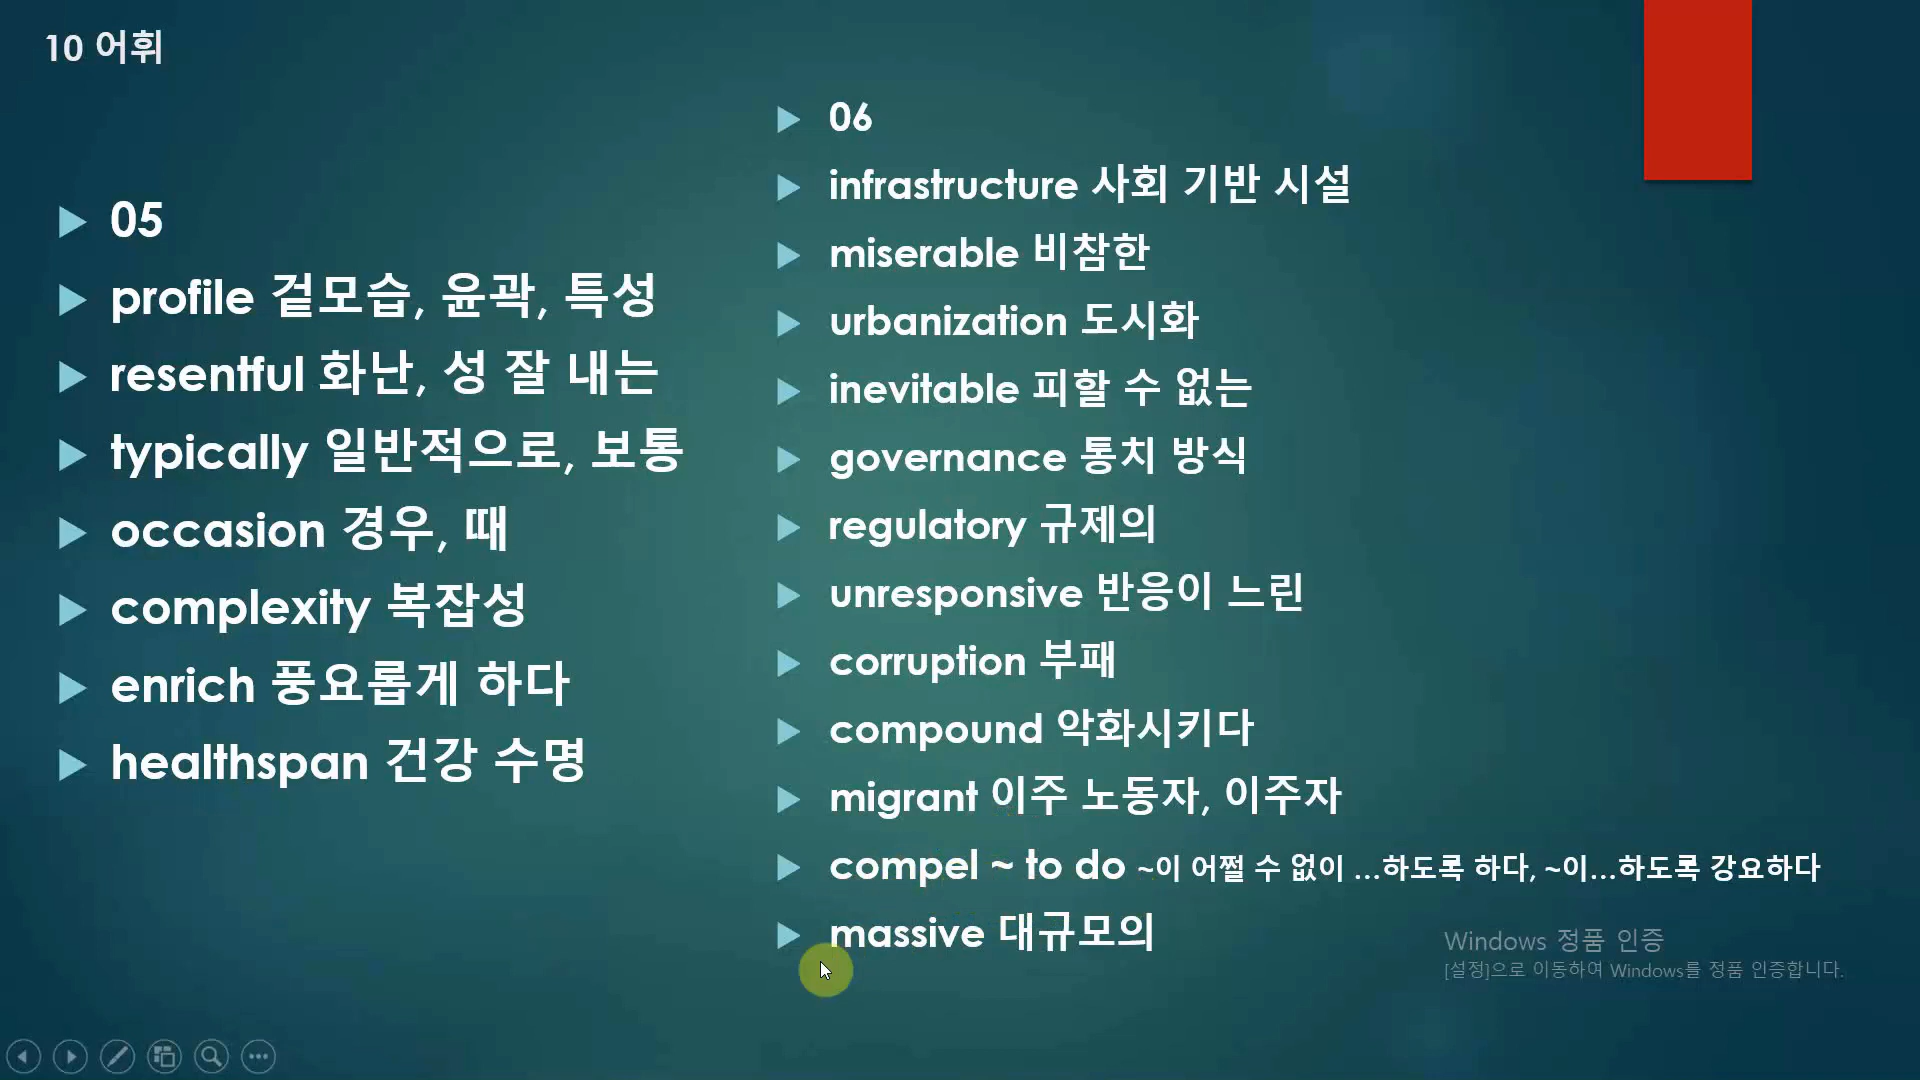 10 어휘
05
profile 겉모습, 윤곽, 특성
resentful 화난, 성 잘 내는
typically 일반적으로, 보통
occasion 경우, 때
complexity 복잡성
enrich 풍요롭게 하다
healthspan 건강 수명
06
infrastructure 사회 기반 시설
miserable 비참한
urbanization 도시화
inevitable 피할 수 없는
governance 통치 방식
regulatory 규제의
unresponsive 반응이 느린
corruption 부패
compound 악화시키다
migrant 이주 노동자, 이주자
compel ~ to do ~이 어쩔 수 없이 …하도록 하다, ~이…하도록 강요하다
massive 대규모의
Windows 정품 인증
[설정]으로 이동하여 Windows를 정품 인증합니다.